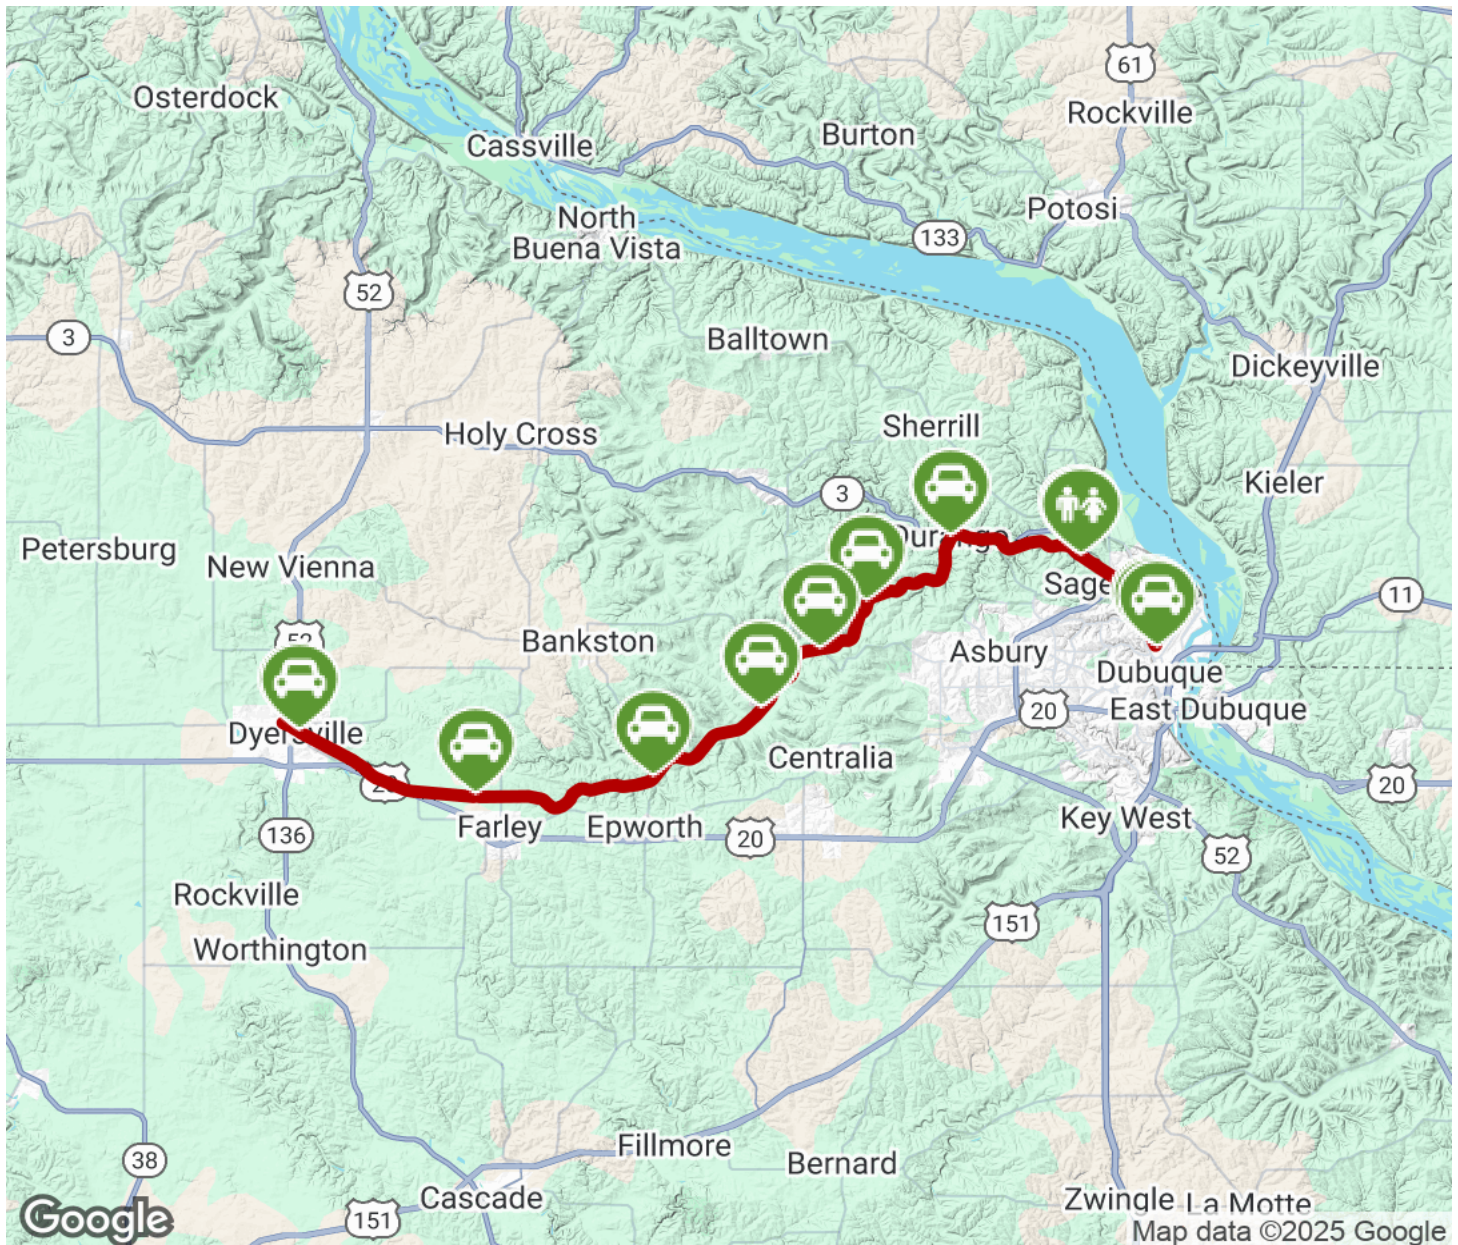 61
Osterdock
Rockville
Burton
Cassville
Potosi
North
Buena Vista
133
52
3
Balltown
Dickeyville
Sherrill
Holy Cross
Kieler
3
Petersburg
New Vienna
11
Bankston
Asbury
Dubuque
20
East Dubuque
Dyersville
Centralia
20
Key West
Farley
Epworth
20
136
52
Rockville
151
Worthington
Fillmore
Bernard
38
Cascade
Zwingle
La Motte
151
Google
Map data ©2025 Google